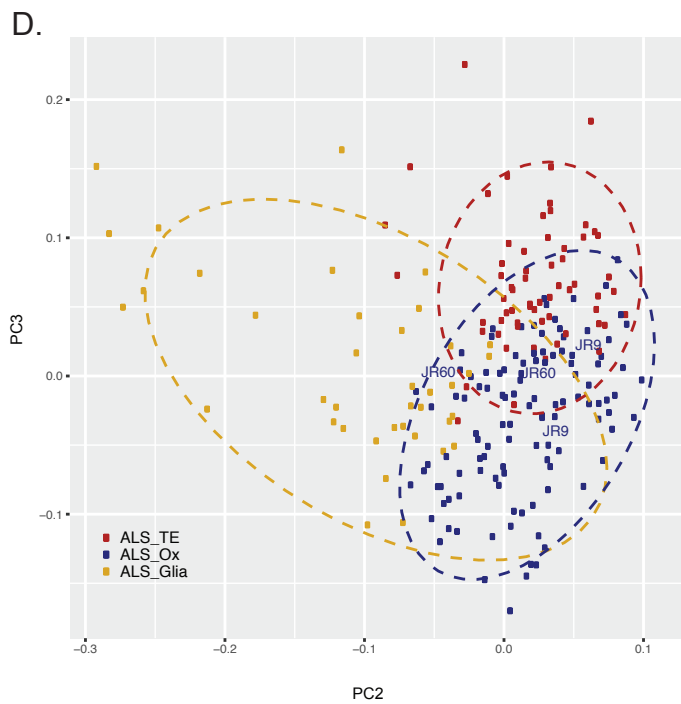 D.
0.2
0.1
0.0
−0.1
PC3
JR9
JR60
JR60
JR9
ALS_TE
ALS_Ox
ALS_Glia
−0.3
−0.2
−0.1
0.0
0.1
PC2